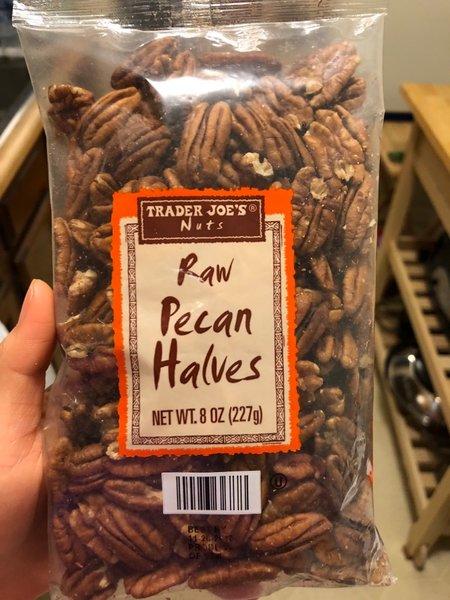 TRADER JOE'S®
Nuts
Raw
Pecan
Halves
NET WT. 8 OZ (227g)
U